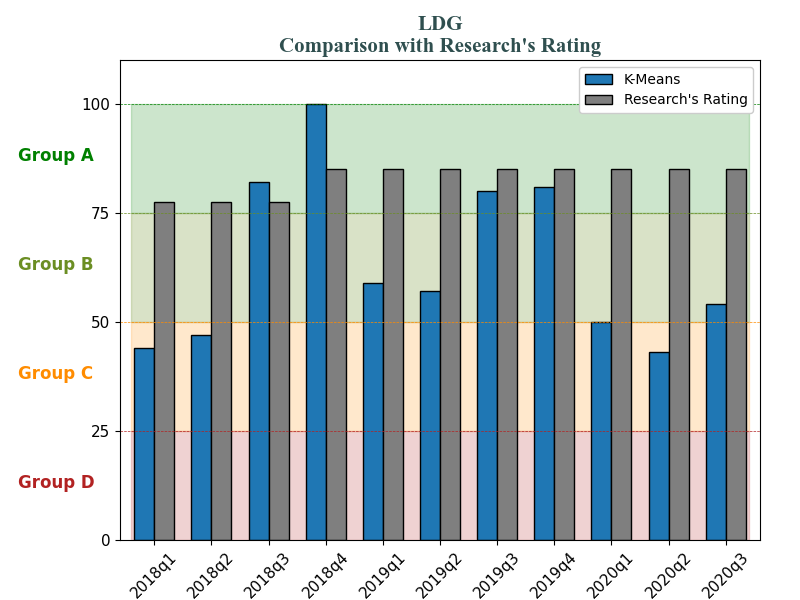 LDG
Comparison with Research's Rating
K-Means
Research's Rating
100
Group A
75
Group B
50
Group C
25
Group D
0
2018q1
2018q2
2018q3
2018q4
2019q1
2019q2
2019q3
2019q4
2020q1
2020q2
2020q3